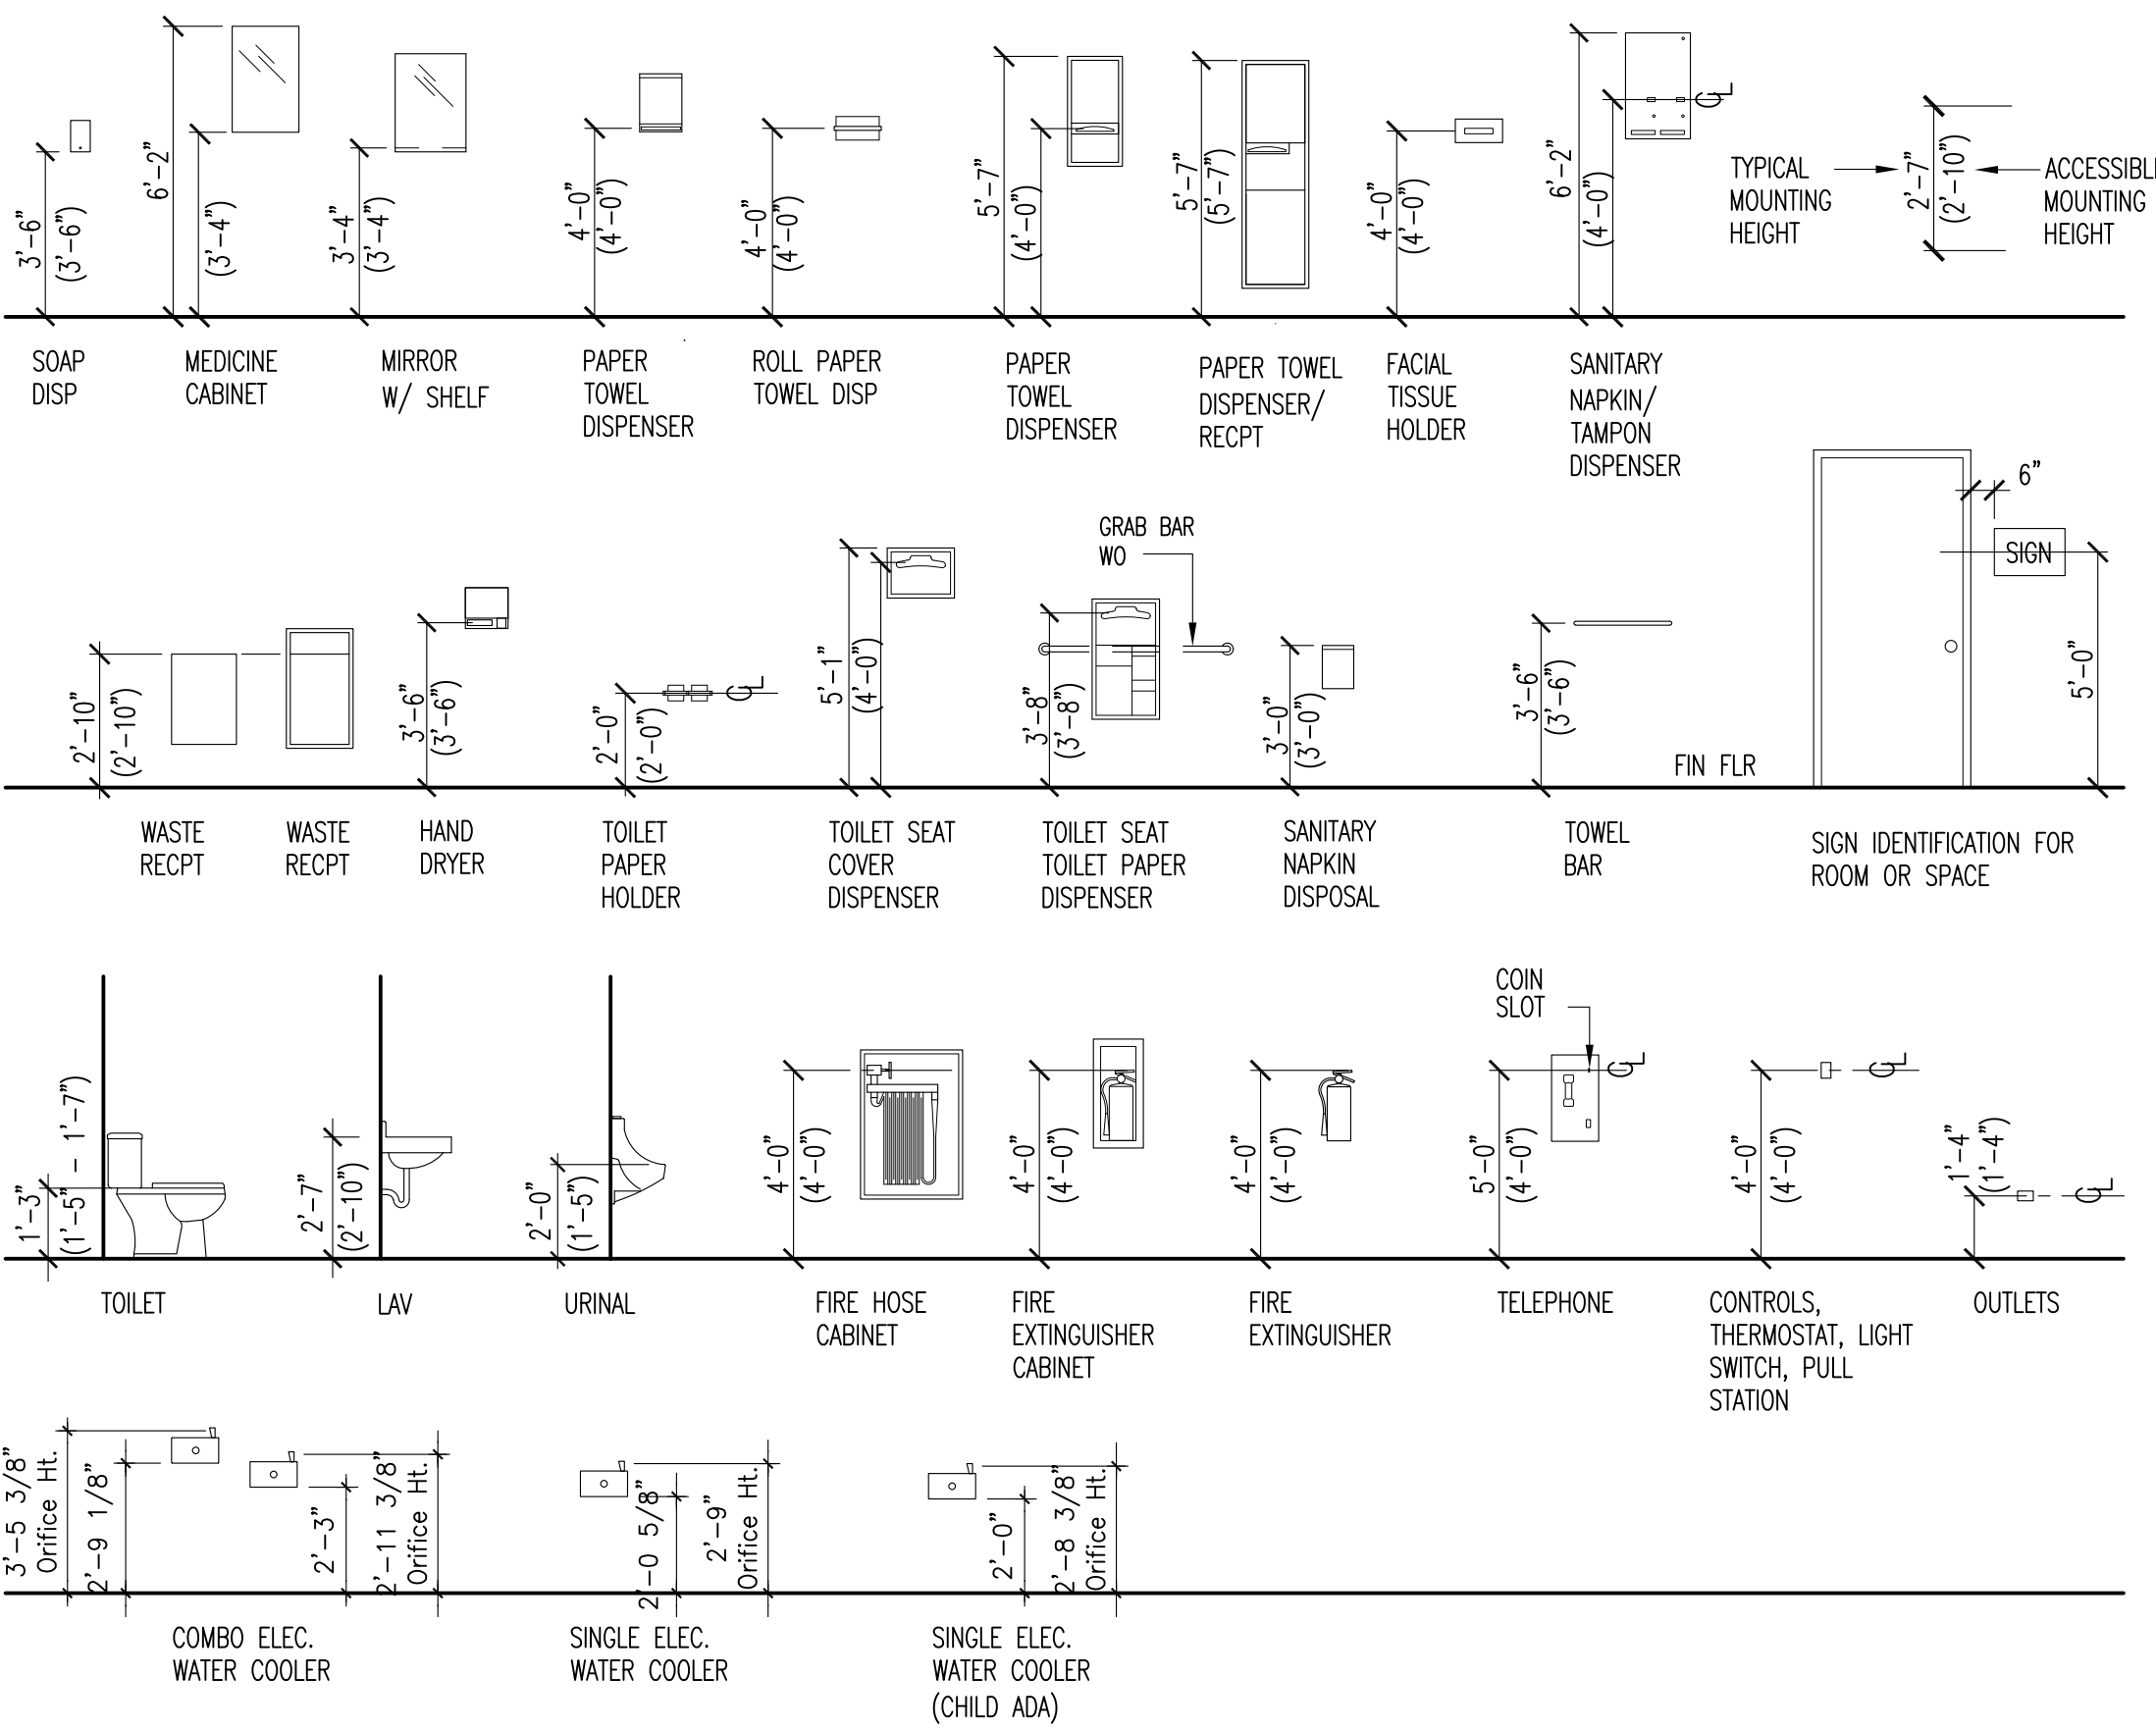 6'-2"
3'-6"
(3'-6")
(3'-4")
3'-4"
(3'-4")
4'-0"
(4'-0")
4'-0"
(4'-0")
5'-7"
(4'-0")
5'-7"
(5'-7")
4'-0"
(4'-0")
6'-2"
(4'-0")
CL
TYPICAL
MOUNTING
HEIGHT
2'-7"
(2'-10")
ACCESSIBLE
MOUNTING
HEIGHT
SOAP
DISP
MEDICINE
CABINET
MIRROR
W/ SHELF
PAPER
TOWEL
DISPENSER
ROLL PAPER
TOWEL DISP
PAPER
TOWEL
DISPENSER
PAPER TOWEL
DISPENSER/
RECPT
FACIAL
TISSUE
HOLDER
SANITARY
NAPKIN/
TAMPON
DISPENSER
2'-10"
(2'-10")
3'-6"
(3'-6")
2'-0"
(2'-0")
CL
5'-1"
(4'-0")
GRAB BAR
WO
3'-8"
(3'-8")
3'-0"
(3'-0")
3'-6"
(3'-6")
FIN FLR
6"
SIGN
5'-0"
WASTE
RECPT
WASTE
RECPT
HAND
DRYER
TOILET
PAPER
HOLDER
TOILET SEAT
COVER
DISPENSER
TOILET SEAT
TOILET PAPER
DISPENSER
SANITARY
NAPKIN
DISPOSAL
TOWEL
BAR
SIGN IDENTIFICATION FOR
ROOM OR SPACE
1'-3"
(1'-5" - 1'-7")
2'-7"
(2'-10")
2'-0"
(1'-5")
4'-0"
(4'-0")
4'-0"
(4'-0")
4'-0"
(4'-0")
COIN
SLOT
5'-0"
(4'-0")
CL
4'-0"
(4'-0")
CL
1'-4"
(1'-4")
CL
TOILET
LAV
URINAL
FIRE HOSE
CABINET
FIRE
EXTINGUISHER
CABINET
FIRE
EXTINGUISHER
TELEPHONE
CONTROLS,
THERMOSTAT, LIGHT
SWITCH, PULL
STATION
OUTLETS
3'-5 3/8"
Orifice Ht.
2'-9 1/8"
2'-3"
2'-11 3/8"
Orifice Ht.
2'-0 5/8"
2'-9"
Orifice Ht.
2'-0"
2'-8 3/8"
Orifice Ht.
COMBO ELEC.
WATER COOLER
SINGLE ELEC.
WATER COOLER
SINGLE ELEC.
WATER COOLER
(CHILD ADA)